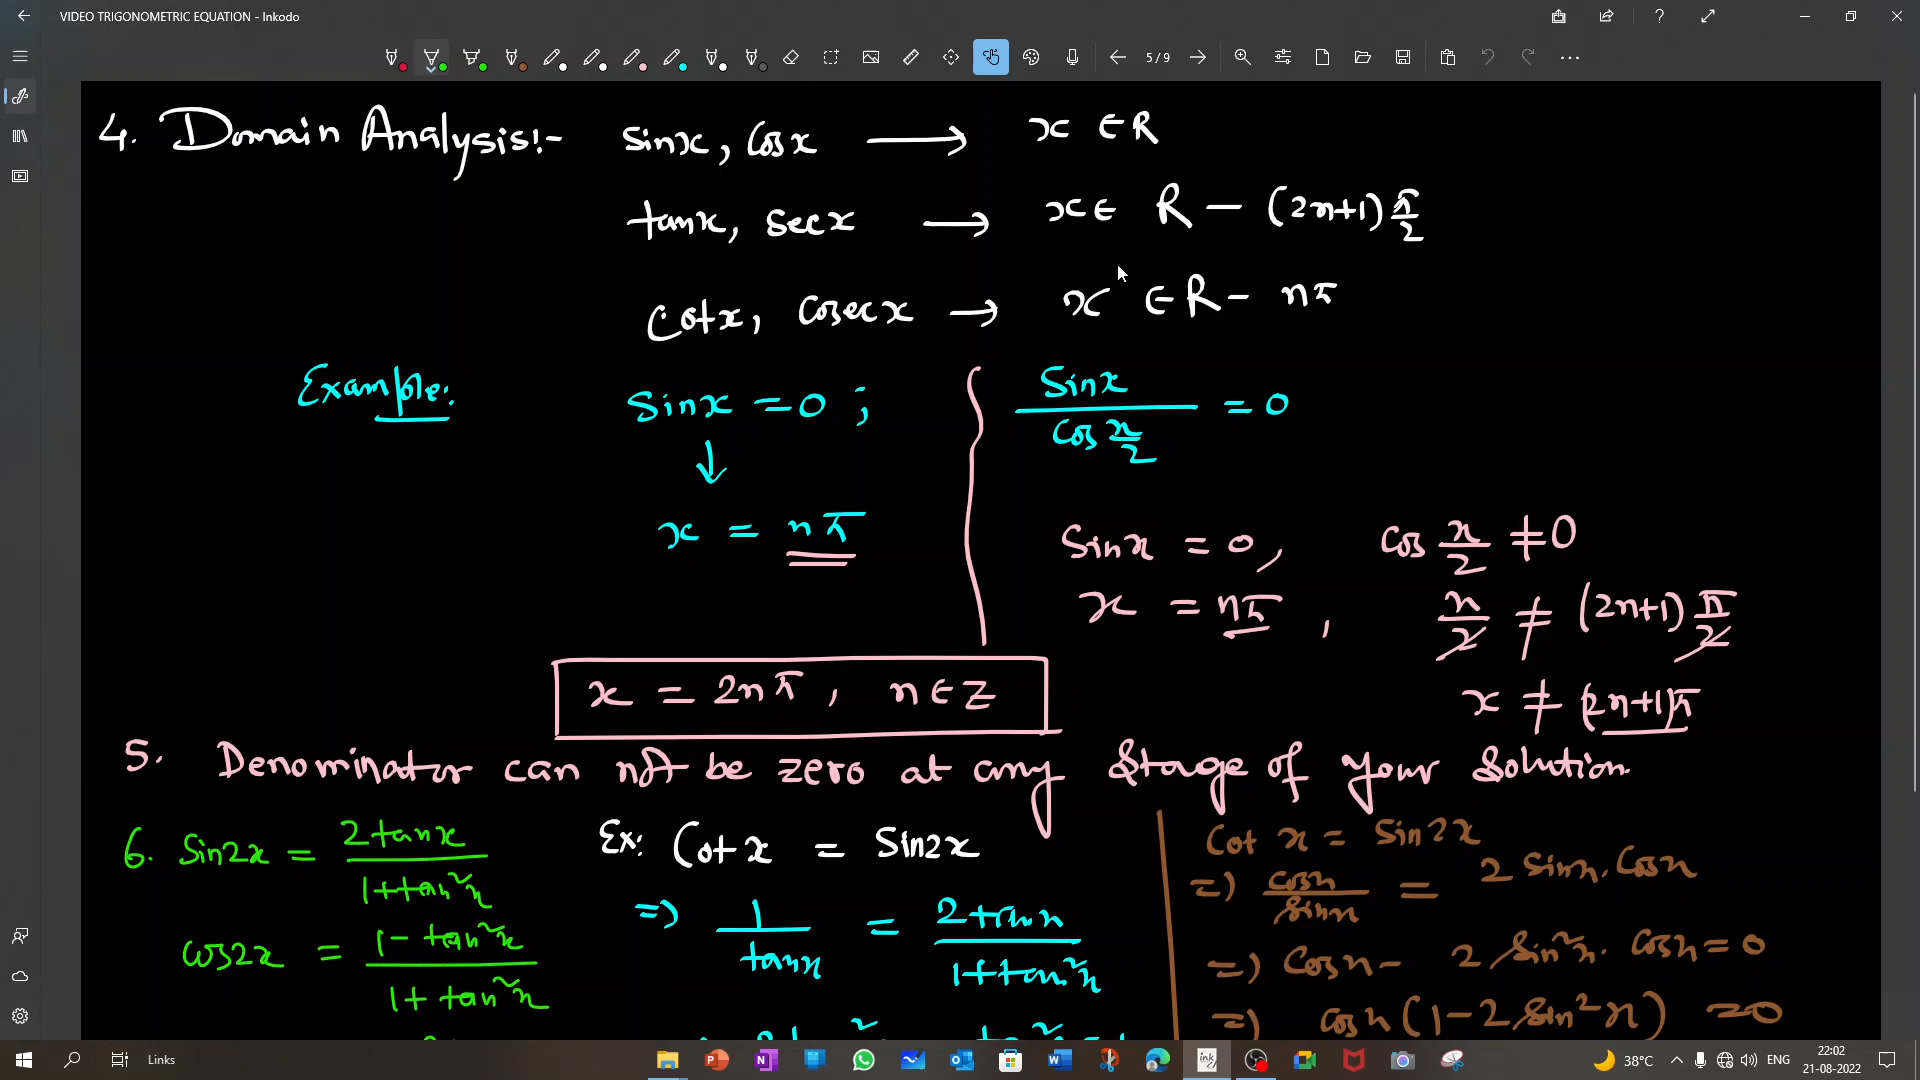 VIDEO TRIGONOMETRIC EQUATION - Inkodo
5 / 9
4. Domain Analysis:- sinx, cosx ⟶ x ∈ R
tanx, secx ⟶ x ∈ R − (2n+1) π/2
cotx, cosecx ⟶ x ∈ R − nπ
Example: sinx = 0 ;
↓
x = nπ
sinx / cos x/2 = 0
sinx = 0, cos x/2 ≠ 0
x = nπ , x/2 ≠ (2n+1) π/2
x ≠ (2n+1)π
x = 2nπ , n ∈ Z
5. Denominator can not be zero at any stage of your solution
6. sin2x = 2tanx / 1+tan²x
cos2x = 1 − tan²x / 1 + tan²x
Ex: Cotx = Sin2x
=) 1 / tanx = 2tanx / 1+tan²x
Cot x = Sin2x
=) cosx / sinx = 2 sinx. cosx
=) cosx − 2 sin²x. cosx = 0
=) cosx (1−2 sin²x) = 0
Links
38°C
ENG
22:02
21-08-2022